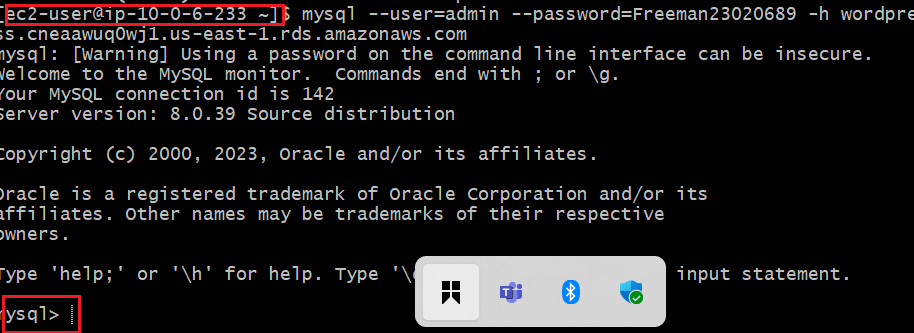 ec2-user@ip-10-0-6-233 ~]$ mysql --user=admin --password=Freeman23020689 -h wordpre
ss.cneaawuq0wj1.us-east-1.rds.amazonaws.com
mysql: [Warning] Using a password on the command line interface can be insecure.
Welcome to the MySQL monitor.  Commands end with ; or \g.
Your MySQL connection id is 142
Server version: 8.0.39 Source distribution
Copyright (c) 2000, 2023, Oracle and/or its affiliates.
Oracle is a registered trademark of Oracle Corporation and/or its
affiliates. Other names may be trademarks of their respective
owners.
Type 'help;' or '\h' for help. Type '\ input statement.
mysql>